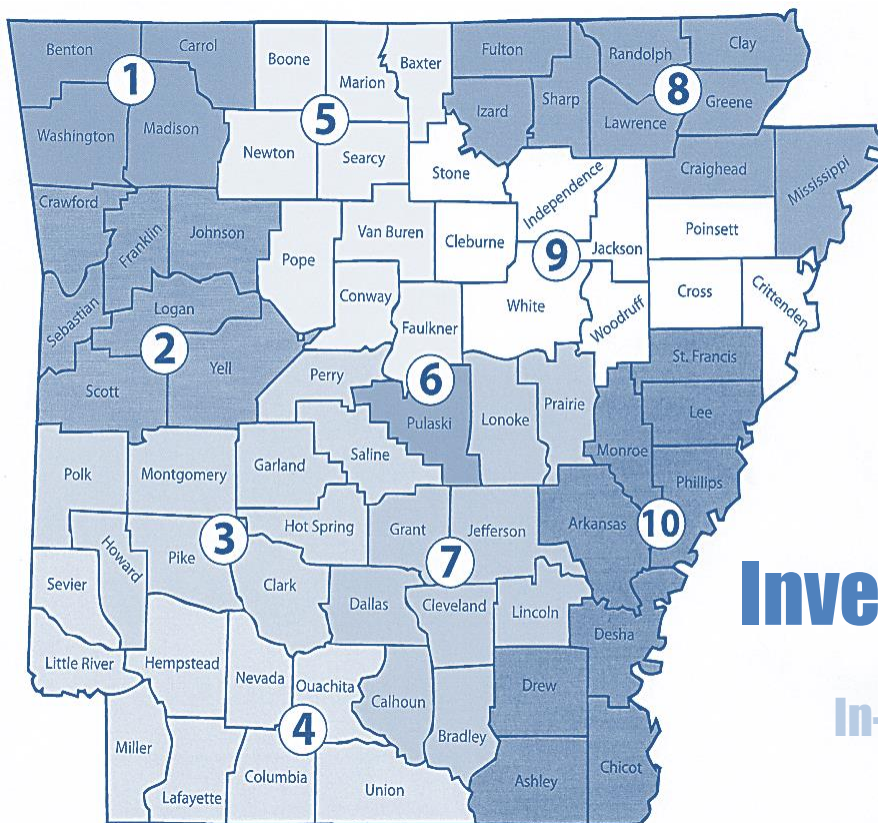 Benton
Carrol
Boone
Marion
Baxter
Fulton
Randolph
Clay
1
8
Izard
Sharp
Greene
Lawrence
Washington
Madison
5
Newton
Searcy
Stone
Independence
Craighead
Mississippi
Crawford
Franklin
Johnson
Pope
Van Buren
Cleburne
9
Jackson
Poinsett
Sebastian
Logan
Conway
Faulkner
White
Woodruff
Cross
Crittenden
2
Scott
Yell
Perry
6
Pulaski
Lonoke
Prairie
St. Francis
Lee
Monroe
Phillips
Polk
Montgomery
Garland
Saline
Hot Spring
Grant
Jefferson
Arkansas
10
3
Howard
Pike
Clark
7
Sevier
Dallas
Cleveland
Lincoln
Desha
Inve
Little River
Hempstead
Nevada
Ouachita
Calhoun
Bradley
Drew
In-
4
Miller
Lafayette
Columbia
Union
Ashley
Chicot